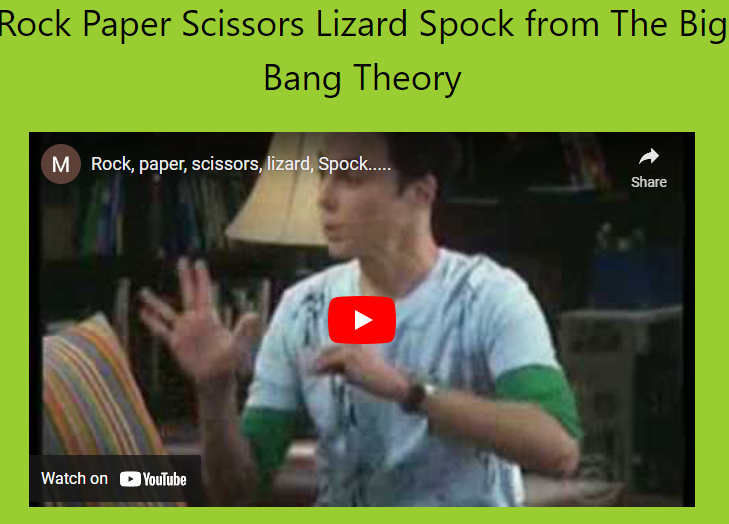 Rock Paper Scissors Lizard Spock from The Big
Bang Theory
M
Rock, paper, scissors, lizard, Spock.....
Share
Watch on
YouTube